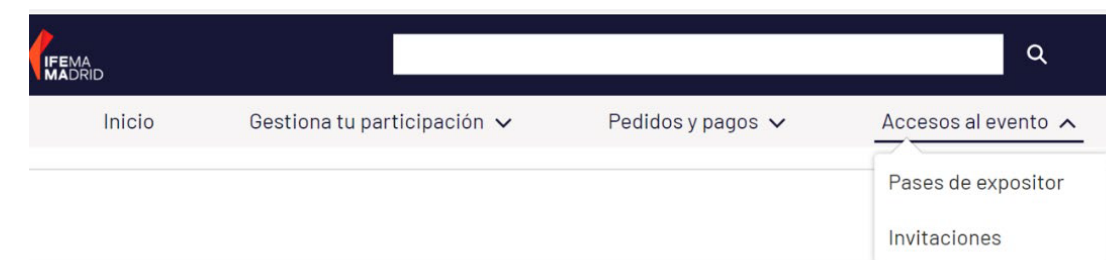 IFEMA
MADRID
Inicio Gestiona tu participación Pedidos y pagos Accesos al evento
Pases de expositor
Invitaciones